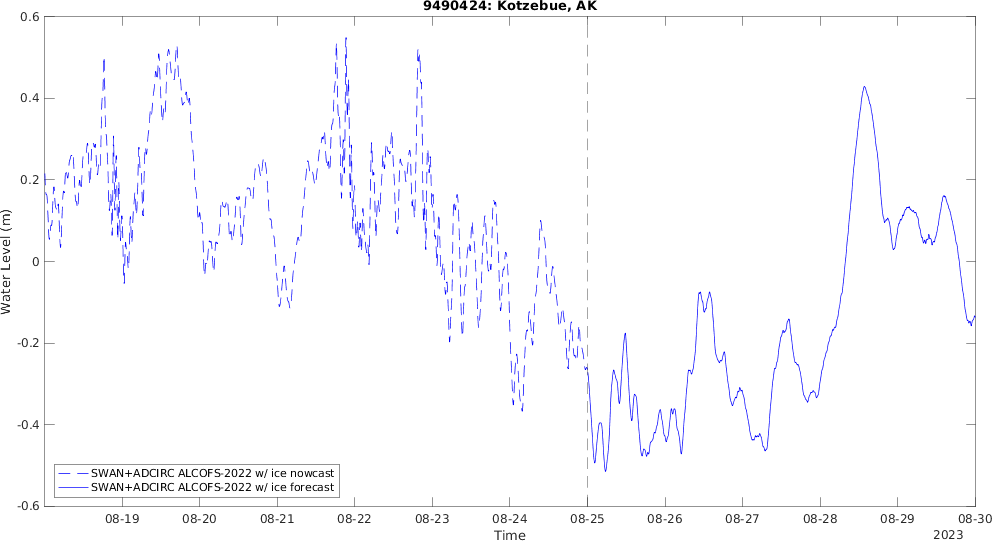 9490424: Kotzebue, AK
0.6
0.4
0.2
0
-0.2
-0.4
-0.6
Water Level (m)
SWAN+ADCIRC ALCOFS-2022 w/ ice nowcast
SWAN+ADCIRC ALCOFS-2022 w/ ice forecast
08-19 08-20 08-21 08-22 08-23 08-24 08-25 08-26 08-27 08-28 08-29 08-30
Time
2023